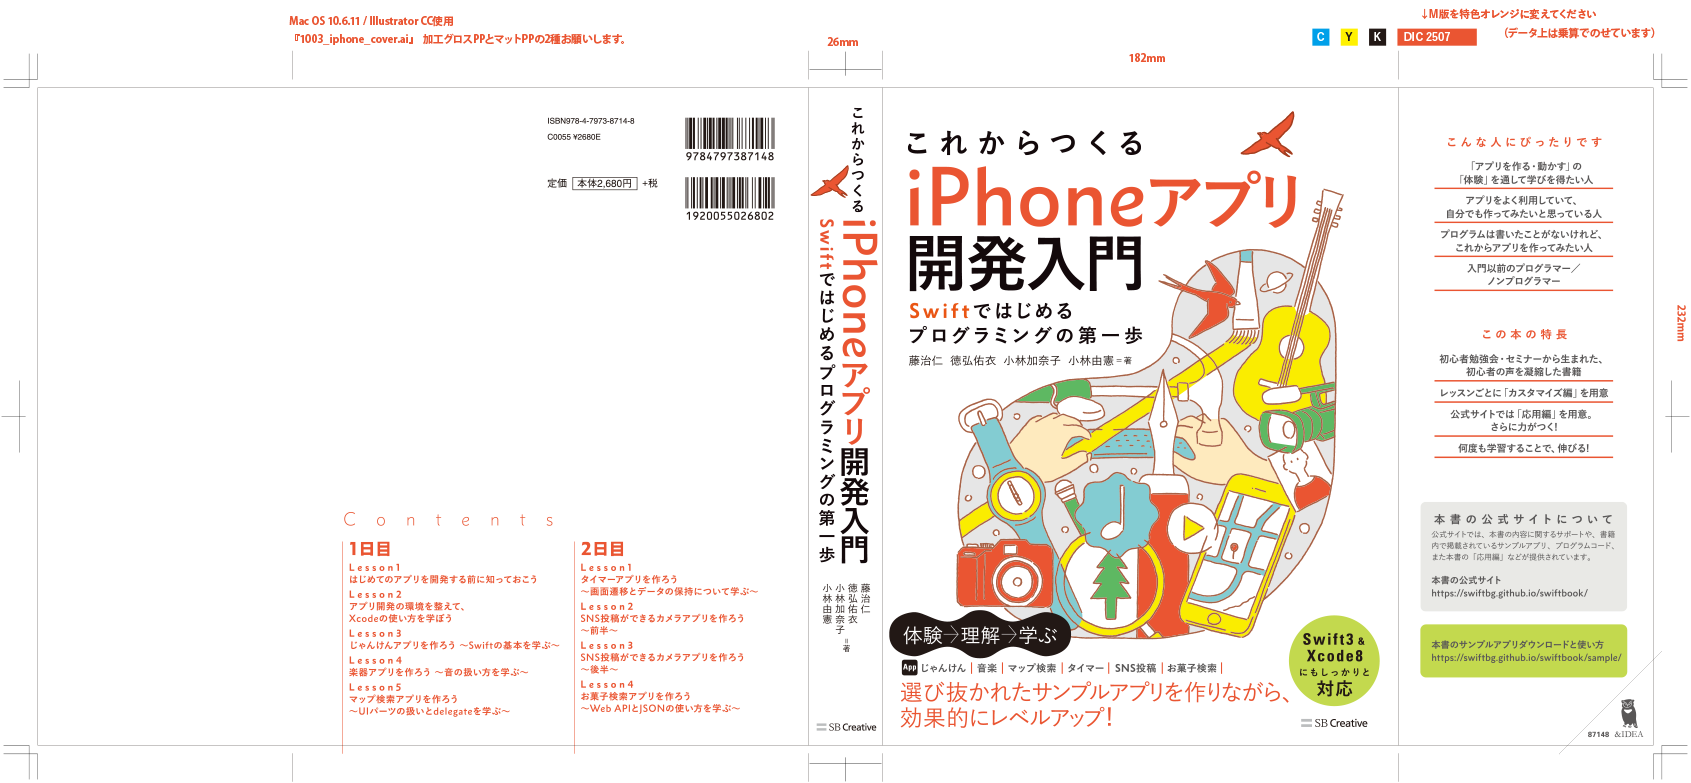 Mac OS 10.6.11 / Illustrator CC使用
『1003_iphone_cover.ai』 加工グロスPPとマットPPの2種お願いします。
26mm
182mm
↓M版を特色オレンジに変えてください
C Y K DIC 2507 (データ上は乗算でのせています)
232mm
ISBN978-4-7973-8714-8
C0055 ¥2680E
9784797387148
定価 本体2,680円 +税
1920055026802
Contents
1日目
Lesson1
はじめてのアプリを開発する前に知っておこう
Lesson2
アプリ開発の環境を整えて、
Xcodeの使い方を学ぼう
Lesson3
じゃんけんアプリを作ろう 〜Swiftの基本を学ぶ〜
Lesson4
楽器アプリを作ろう 〜音の扱い方を学ぶ〜
Lesson5
マップ検索アプリを作ろう
〜UIパーツの扱いとdelegateを学ぶ〜
2日目
Lesson1
タイマーアプリを作ろう
〜画面遷移とデータの保持について学ぶ〜
Lesson2
SNS投稿ができるカメラアプリを作ろう
〜前半〜
Lesson3
SNS投稿ができるカメラアプリを作ろう
〜後半〜
Lesson4
お菓子検索アプリを作ろう
〜Web APIとJSONの使い方を学ぶ〜
これからつくる
iPhoneアプリ開発入門
Swiftではじめるプログラミングの第一歩
藤治仁
徳弘佑衣
小林加奈子
小林由憲
=著
SB Creative
これからつくる
iPhoneアプリ
開発入門
Swiftではじめる
プログラミングの第一歩
藤治仁 徳弘佑衣 小林加奈子 小林由憲=著
体験→理解→学ぶ
App じゃんけん|音楽|マップ検索|タイマー|SNS投稿|お菓子検索|
選び抜かれたサンプルアプリを作りながら、
効果的にレベルアップ!
Swift3 &
Xcode8
にもしっかりと
対応
SB Creative
こんな人にぴったりです
「アプリを作る・動かす」の
「体験」を通して学びを得たい人
アプリをよく利用していて、
自分でも作ってみたいと思っている人
プログラムは書いたことがないけれど、
これからアプリを作ってみたい人
入門以前のプログラマー／
ノンプログラマー
この本の特長
初心者勉強会・セミナーから生まれた、
初心者の声を凝縮した書籍
レッスンごとに「カスタマイズ編」を用意
公式サイトでは「応用編」を用意。
さらに力がつく!
何度も学習することで、伸びる!
本書の公式サイトについて
公式サイトでは、本書の内容に関するサポートや、書籍
内で掲載されているサンプルアプリ、プログラムコード、
また本書の「応用編」などが提供されています。
本書の公式サイト
https://swiftbg.github.io/swiftbook/
本書のサンプルアプリダウンロードと使い方
https://swiftbg.github.io/swiftbook/sample/
87148 &IDEA